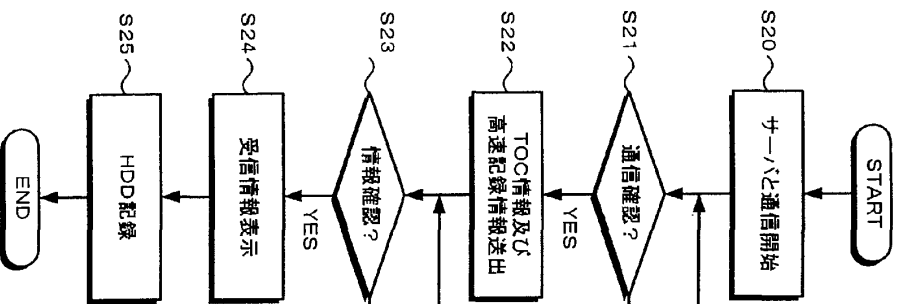 START
S20
サーバと通信開始
S21
通信確認?
YES
S22
TOC情報及び
高速記録情報送出
S23
情報確認?
YES
S24
受信情報表示
S25
HDD記録
END